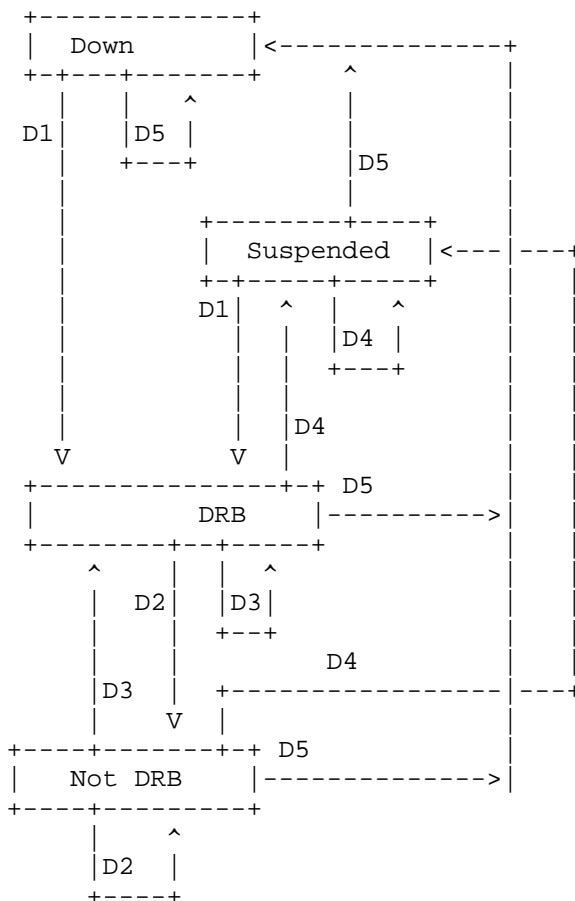 Down
D1 D5
D5
Suspended
D1
D4
D4
D5
DRB
D2 D3
D4
D3
D5
Not DRB
D2